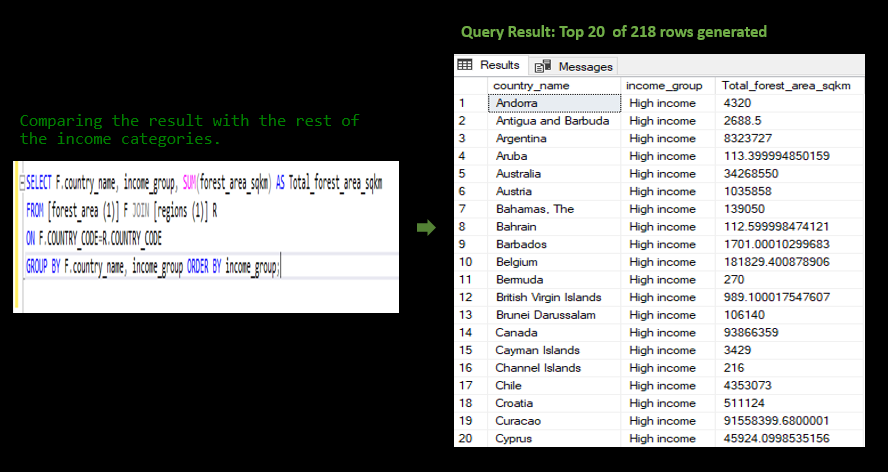 Query Result: Top 20 of 218 rows generated
Comparing the result with the rest of
the income categories.
SELECT F.country_name, income_group, SUM(forest_area_sqkm) AS Total_forest_area_sqkm
FROM [forest_area (1)] F JOIN [regions (1)] R
ON F.COUNTRY_CODE=R.COUNTRY_CODE
GROUP BY F.country_name, income_group ORDER BY income_group;
Results Messages
country_name income_group Total_forest_area_sqkm
1 Andorra High income 4320
2 Antigua and Barbuda High income 2688.5
3 Argentina High income 8323727
4 Aruba High income 113.399994850159
5 Australia High income 34268550
6 Austria High income 1035858
7 Bahamas, The High income 139050
8 Bahrain High income 112.599998474121
9 Barbados High income 1701.00010299683
10 Belgium High income 181829.400878906
11 Bermuda High income 270
12 British Virgin Islands High income 989.100017547607
13 Brunei Darussalam High income 106140
14 Canada High income 93866359
15 Cayman Islands High income 3429
16 Channel Islands High income 216
17 Chile High income 4353073
18 Croatia High income 511124
19 Curacao High income 91558399.6800001
20 Cyprus High income 45924.0998535156